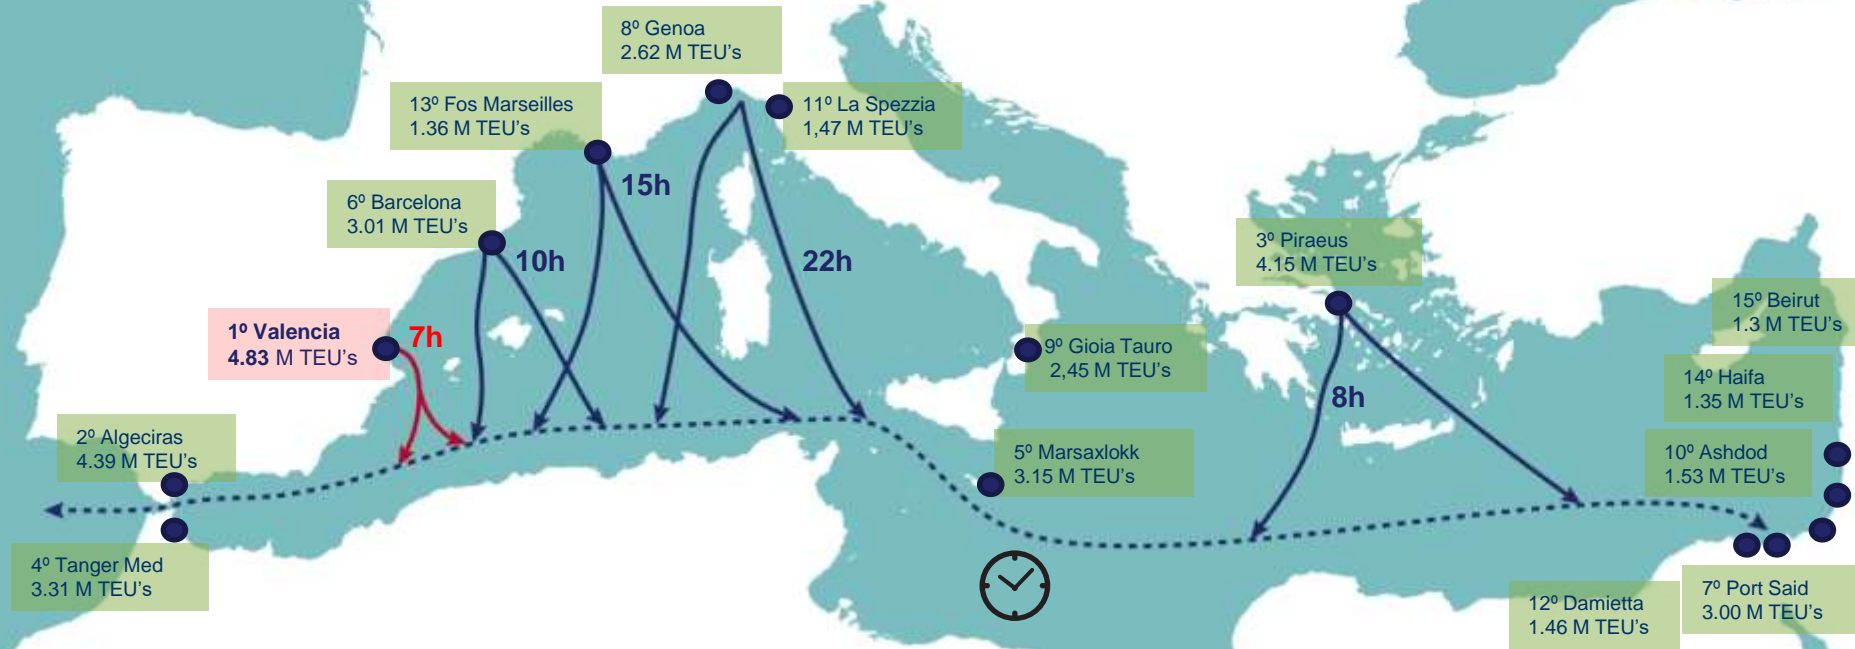 8º Genoa
2.62 M TEU's
13º Fos Marseilles
1.36 M TEU's
11º La Spezzia
1,47 M TEU's
15h
6º Barcelona
3.01 M TEU's
10h
22h
3º Piraeus
4.15 M TEU's
15º Beirut
1.3 M TEU's
1º Valencia
4.83 M TEU's
7h
9º Gioia Tauro
2,45 M TEU's
8h
14º Haifa
1.35 M TEU's
2º Algeciras
4.39 M TEU's
5º Marsaxlokk
3.15 M TEU's
10º Ashdod
1.53 M TEU's
4º Tanger Med
3.31 M TEU's
12º Damietta
1.46 M TEU's
7º Port Said
3.00 M TEU's